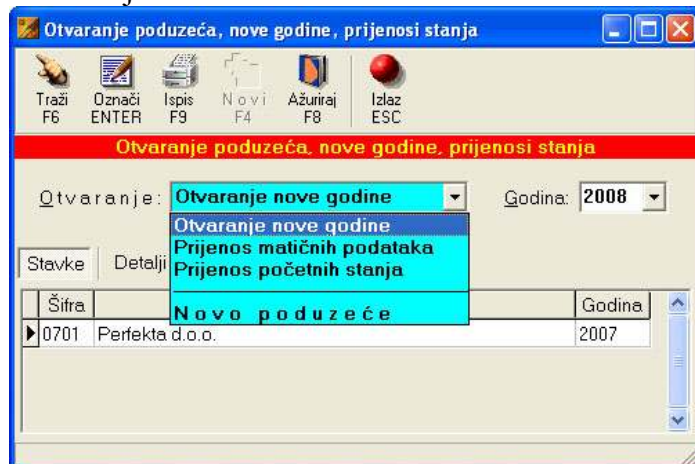 Otvaranje poduzeća, nove godine, prijenosi stanja
Traži Označi Ispis Novi Ažuriraj Izlaz
F6 ENTER F9 F4 F8 ESC
Otvaranje poduzeća, nove godine, prijenosi stanja
Otvaranje: Otvaranje nove godine Godina: 2008
Otvaranje nove godine
Prijenos matičnih podataka
Stavke Detalji Prijenos početnih stanja
Novo poduzeće
Šifra Godina
0701 Perfekta d.o.o. 2007